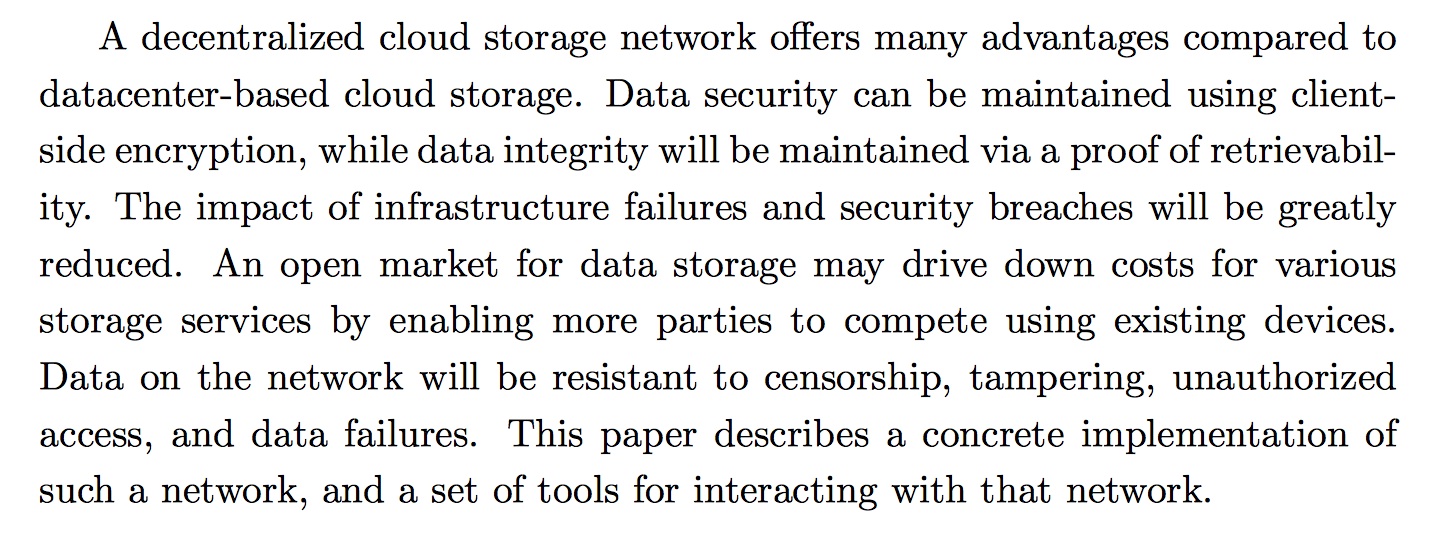 A decentralized cloud storage network offers many advantages compared to
datacenter-based cloud storage. Data security can be maintained using client-
side encryption, while data integrity will be maintained via a proof of retrievabil-
ity. The impact of infrastructure failures and security breaches will be greatly
reduced. An open market for data storage may drive down costs for various
storage services by enabling more parties to compete using existing devices.
Data on the network will be resistant to censorship, tampering, unauthorized
access, and data failures. This paper describes a concrete implementation of
such a network, and a set of tools for interacting with that network.